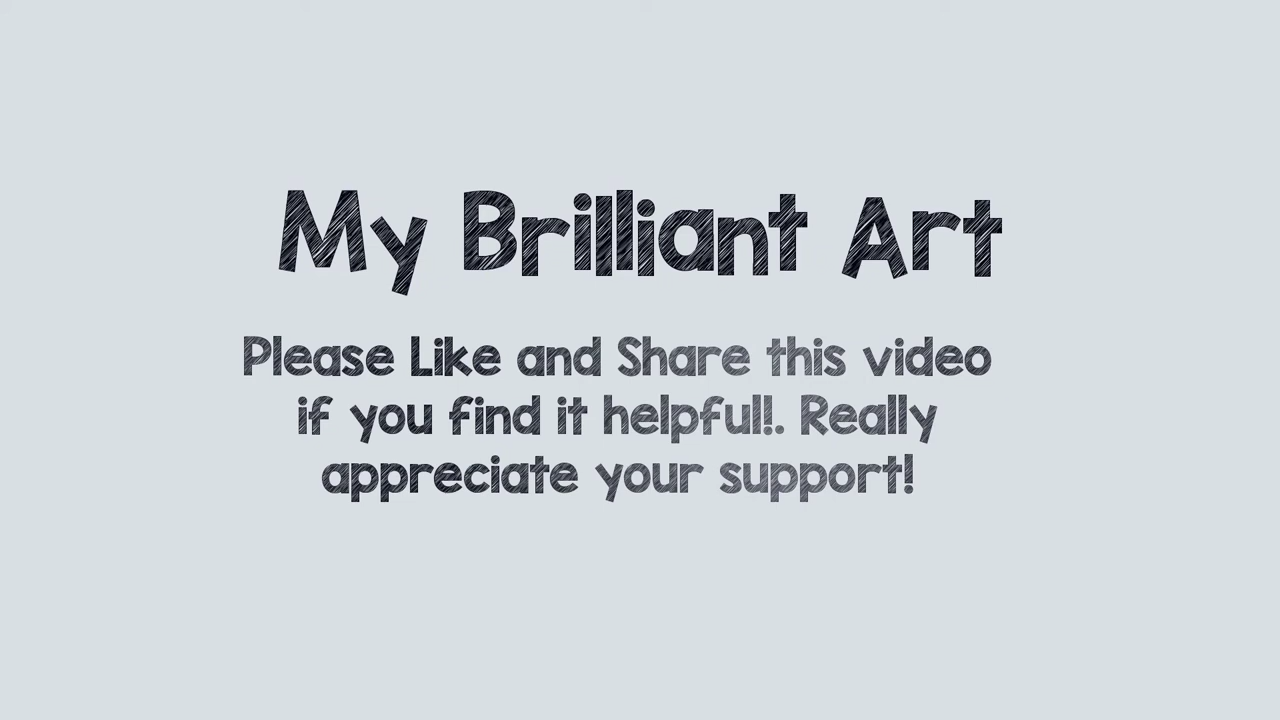 My Brilliant Art
Please Like and Share this video
if you find it helpful!. Really
appreciate your support!